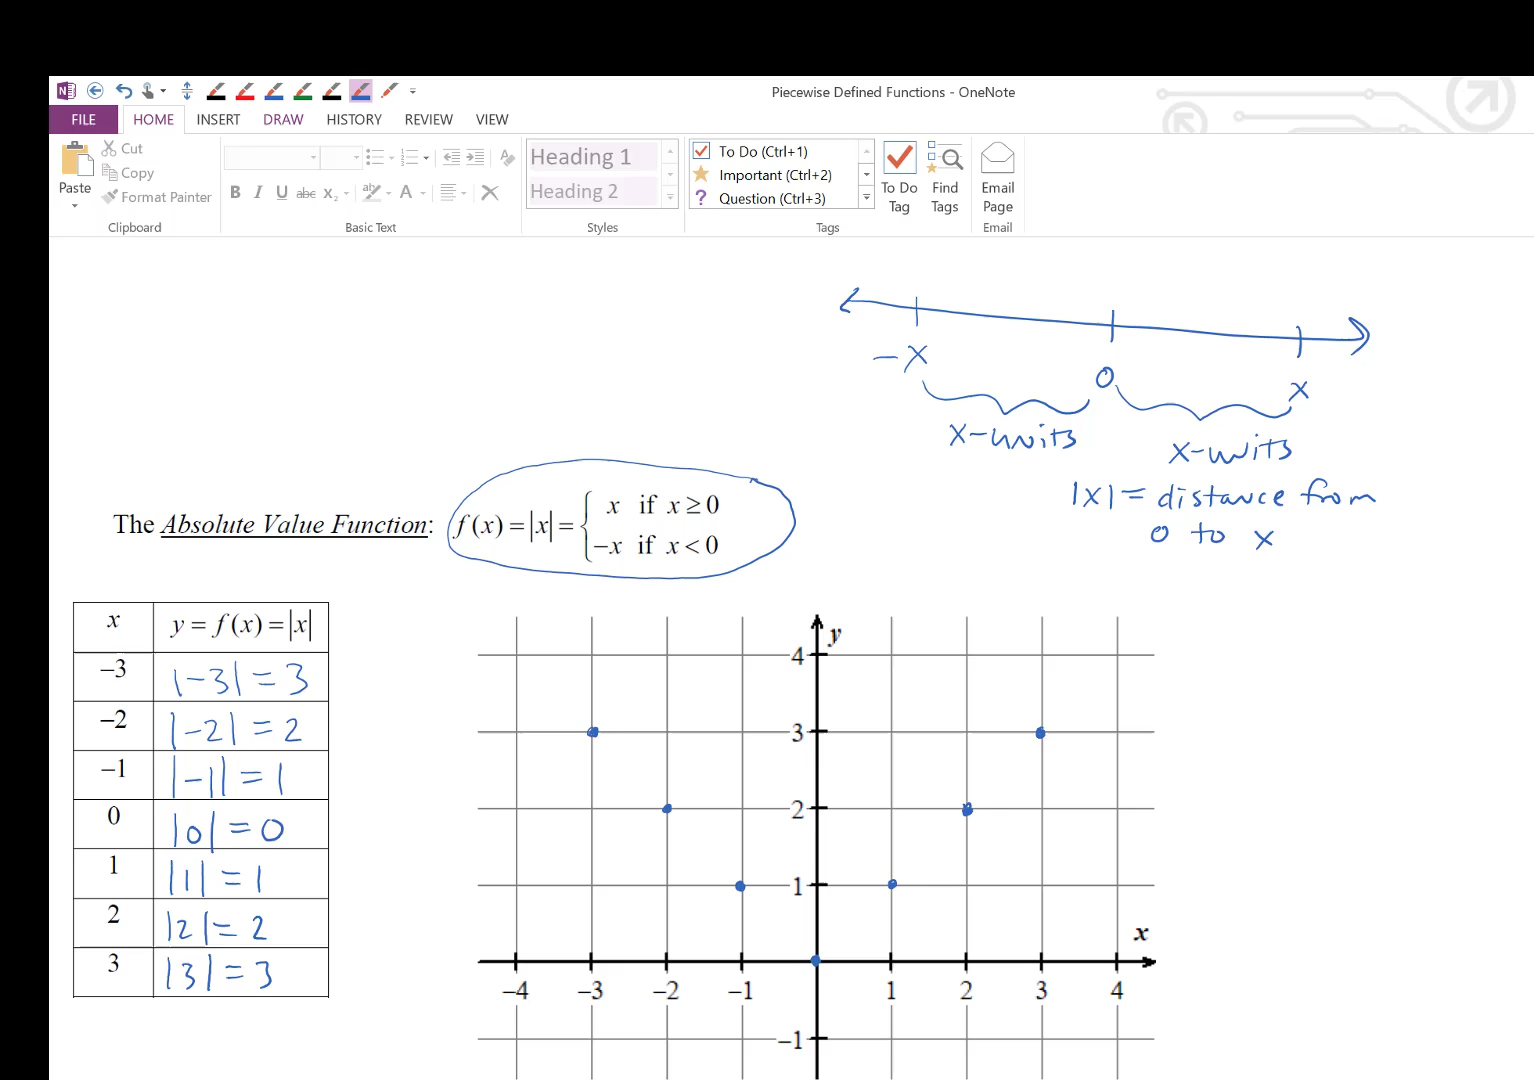 Piecewise Defined Functions - OneNote
FILE HOME INSERT DRAW HISTORY REVIEW VIEW
Paste
Cut
Copy
Format Painter
Clipboard
B I U abc X₂ ab A
Basic Text
Heading 1
Heading 2
Styles
To Do (Ctrl+1)
Important (Ctrl+2)
Question (Ctrl+3)
To Do Tag
Find Tags
Tags
Email Page
Email
-x 0 x
x-units x-units
|x| = distance from
0 to x
The Absolute Value Function: f(x) = |x| = { x if x ≥ 0
−x if x < 0
x y = f(x) = |x|
−3 |-3| = 3
−2 |-2| = 2
−1 |-1| = 1
0 |0| = 0
1 |1| = 1
2 |2| = 2
3 |3| = 3
y
4
3
2
1
x
−4 −3 −2 −1 1 2 3 4
−1